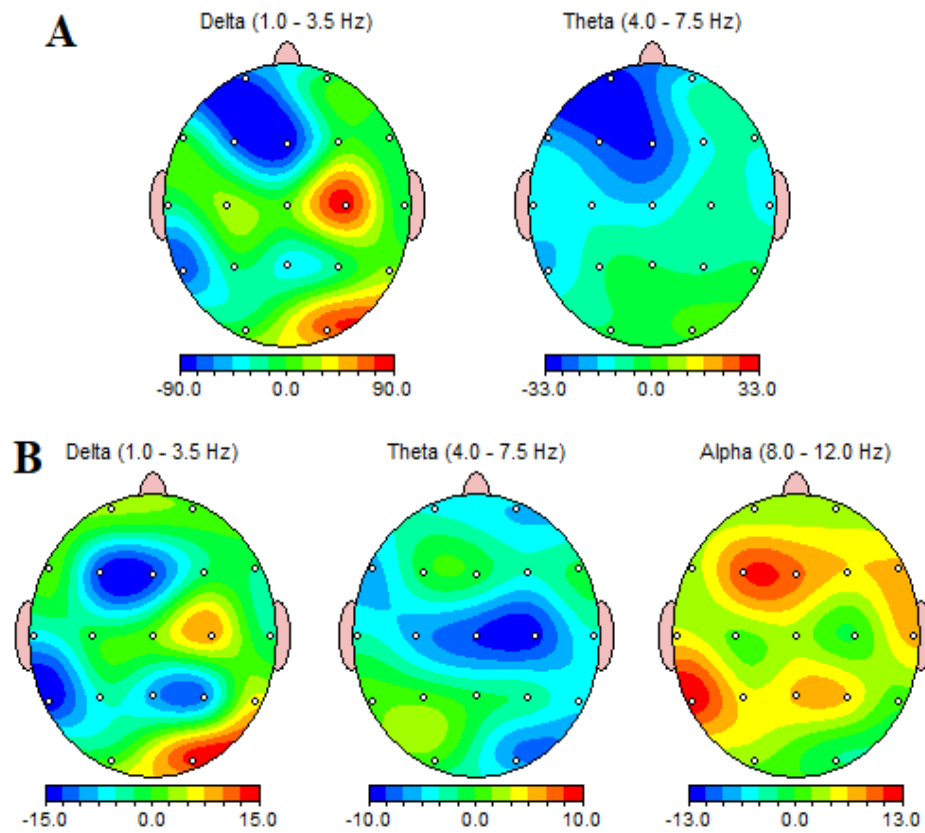 A
Delta (1.0 - 3.5 Hz) Theta (4.0 - 7.5 Hz)
-90.0 0.0 90.0 -33.0 0.0 33.0
B
Delta (1.0 - 3.5 Hz) Theta (4.0 - 7.5 Hz) Alpha (8.0 - 12.0 Hz)
-15.0 0.0 15.0 -10.0 0.0 10.0 -13.0 0.0 13.0